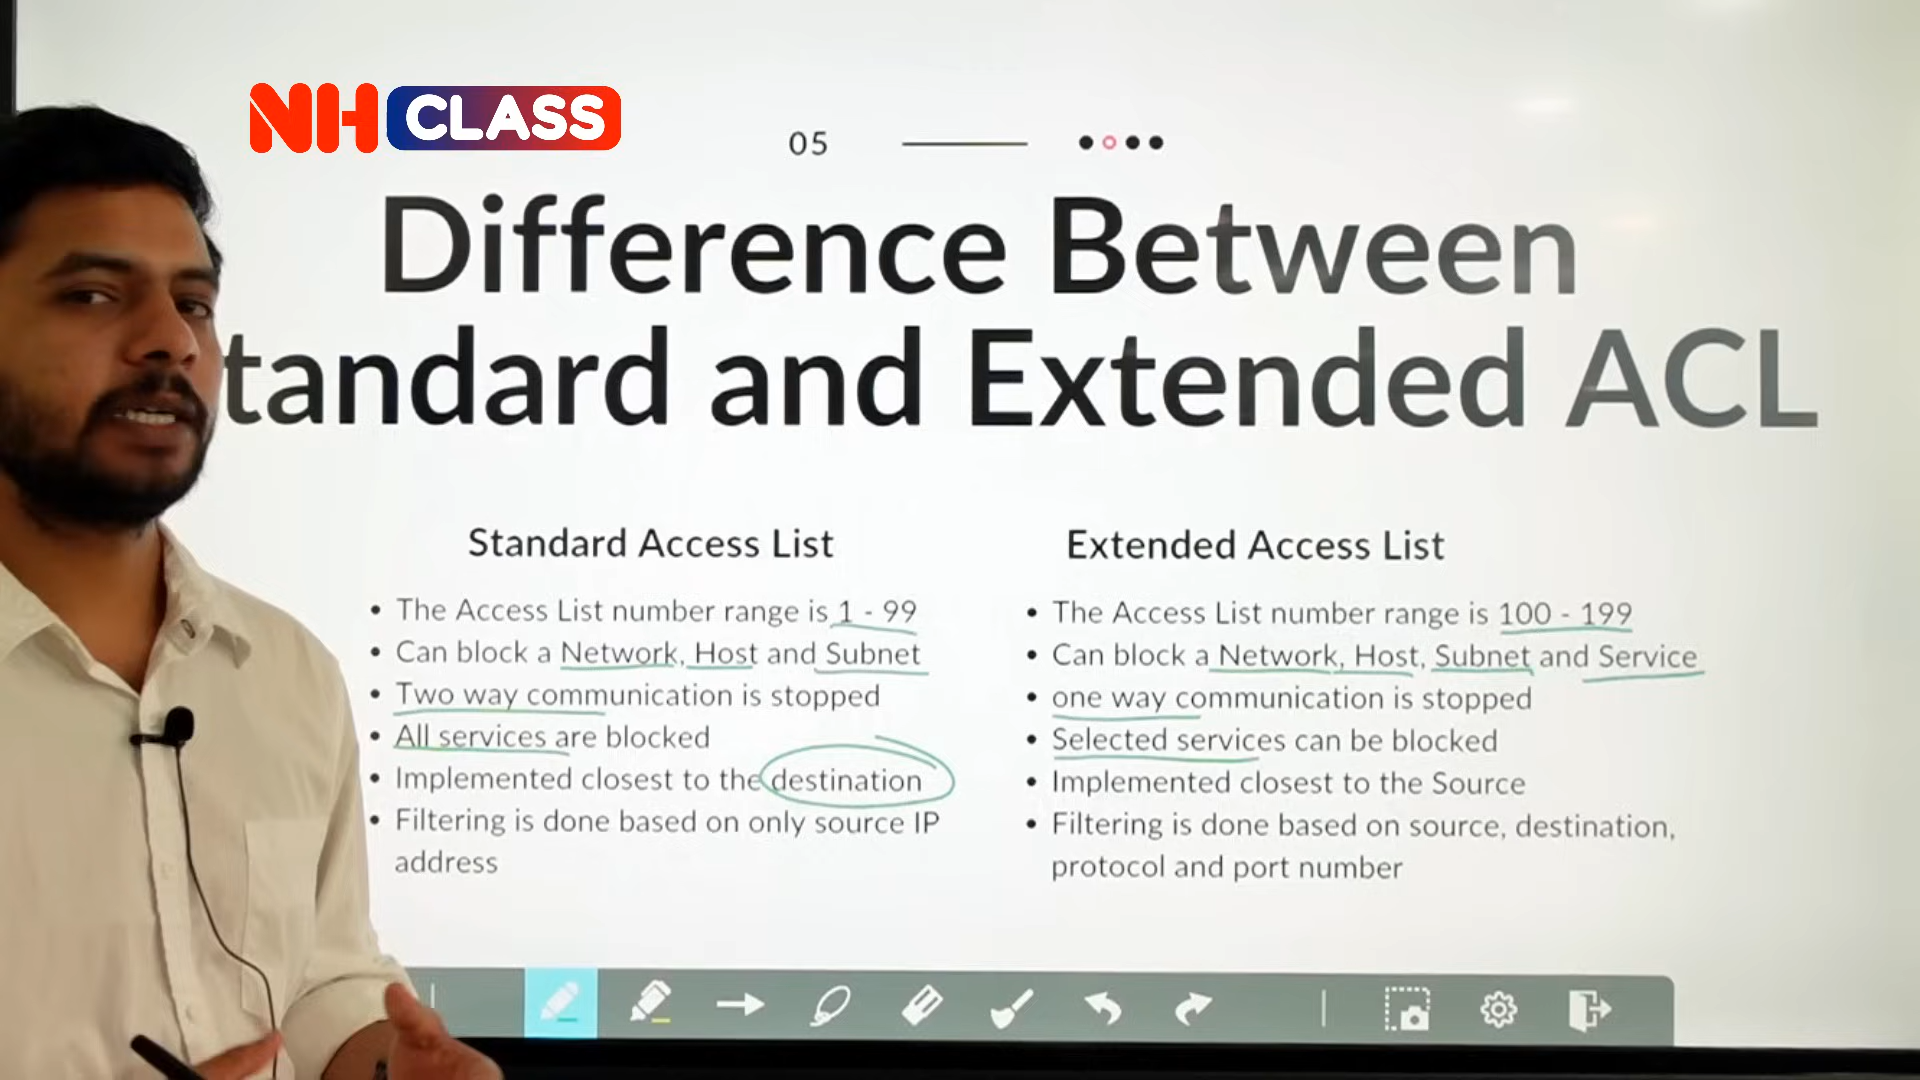 NH CLASS
05
Difference Between
tandard and Extended ACL
Standard Access List
• The Access List number range is 1 - 99
• Can block a Network, Host and Subnet
• Two way communication is stopped
• All services are blocked
• Implemented closest to the destination
• Filtering is done based on only source IP
address
Extended Access List
• The Access List number range is 100 - 199
• Can block a Network, Host, Subnet and Service
• one way communication is stopped
• Selected services can be blocked
• Implemented closest to the Source
• Filtering is done based on source, destination,
protocol and port number